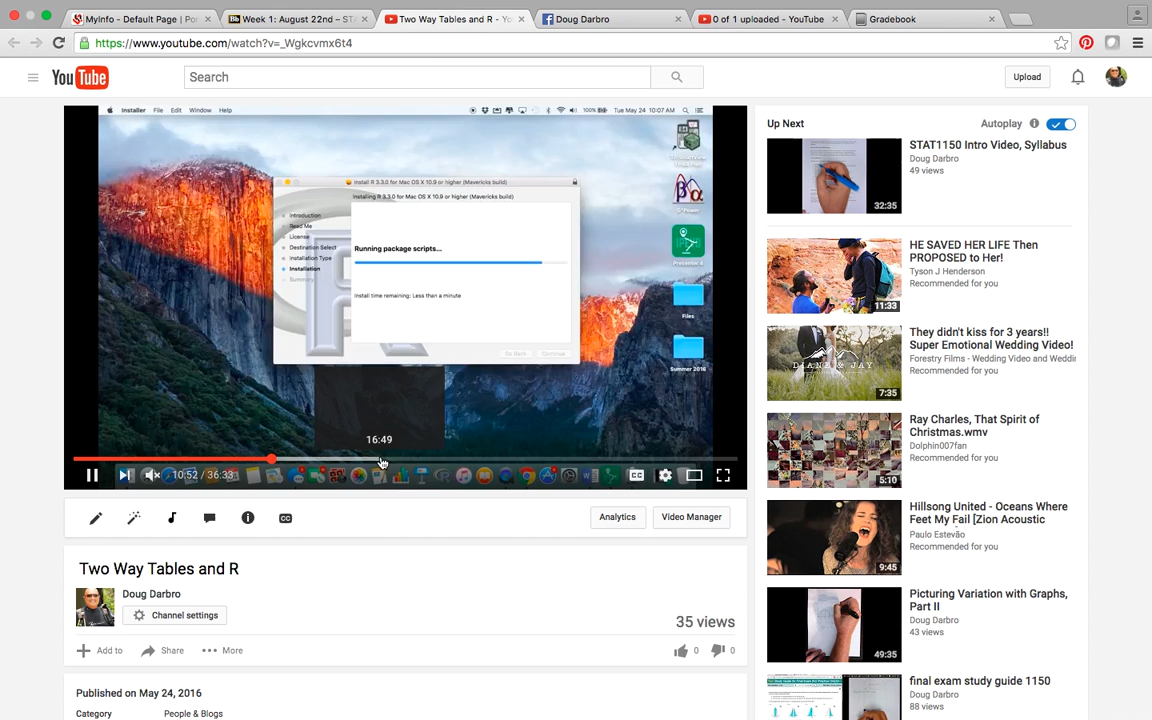 MyInfo - Default Page | Por
Week 1: August 22nd – STA
Two Way Tables and R - Yo
Doug Darbro
0 of 1 uploaded - YouTube
Gradebook
https://www.youtube.com/watch?v=_Wgkcvmx6t4
YouTube
Search
Upload
Installer File Edit Window Help
100% Tue May 24 10:07 AM
Install R 3.3.0 for Mac OS X 10.9 or higher (Mavericks build)
Installing R 3.3.0 for Mac OS X 10.9 or higher (Mavericks build)
Introduction
Read Me
License
Destination Select
Installation Type
Installation
Summary
Running package scripts...
Install time remaining: Less than a minute
Go Back
Continue
Files
Summer 2016
16:49
10:52 / 36:33
CC
CC
Analytics
Video Manager
Two Way Tables and R
Doug Darbro
Channel settings
35 views
Add to
Share
More
0
0
Published on May 24, 2016
Category People & Blogs
Up Next
Autoplay
STAT1150 Intro Video, Syllabus
Doug Darbro
49 views
32:35
HE SAVED HER LIFE Then
PROPOSED to Her!
Tyson J Henderson
Recommended for you
11:33
They didn't kiss for 3 years!!
Super Emotional Wedding Video!
Forestry Films - Wedding Video and Weddin
Recommended for you
DIANE & JAY
7:35
Ray Charles, That Spirit of
Christmas.wmv
Dolphin007fan
Recommended for you
5:10
Hillsong United - Oceans Where
Feet My Fail [Zion Acoustic
Paulo Estevão
Recommended for you
9:45
Picturing Variation with Graphs,
Part II
Doug Darbro
43 views
49:35
final exam study guide 1150
Doug Darbro
88 views